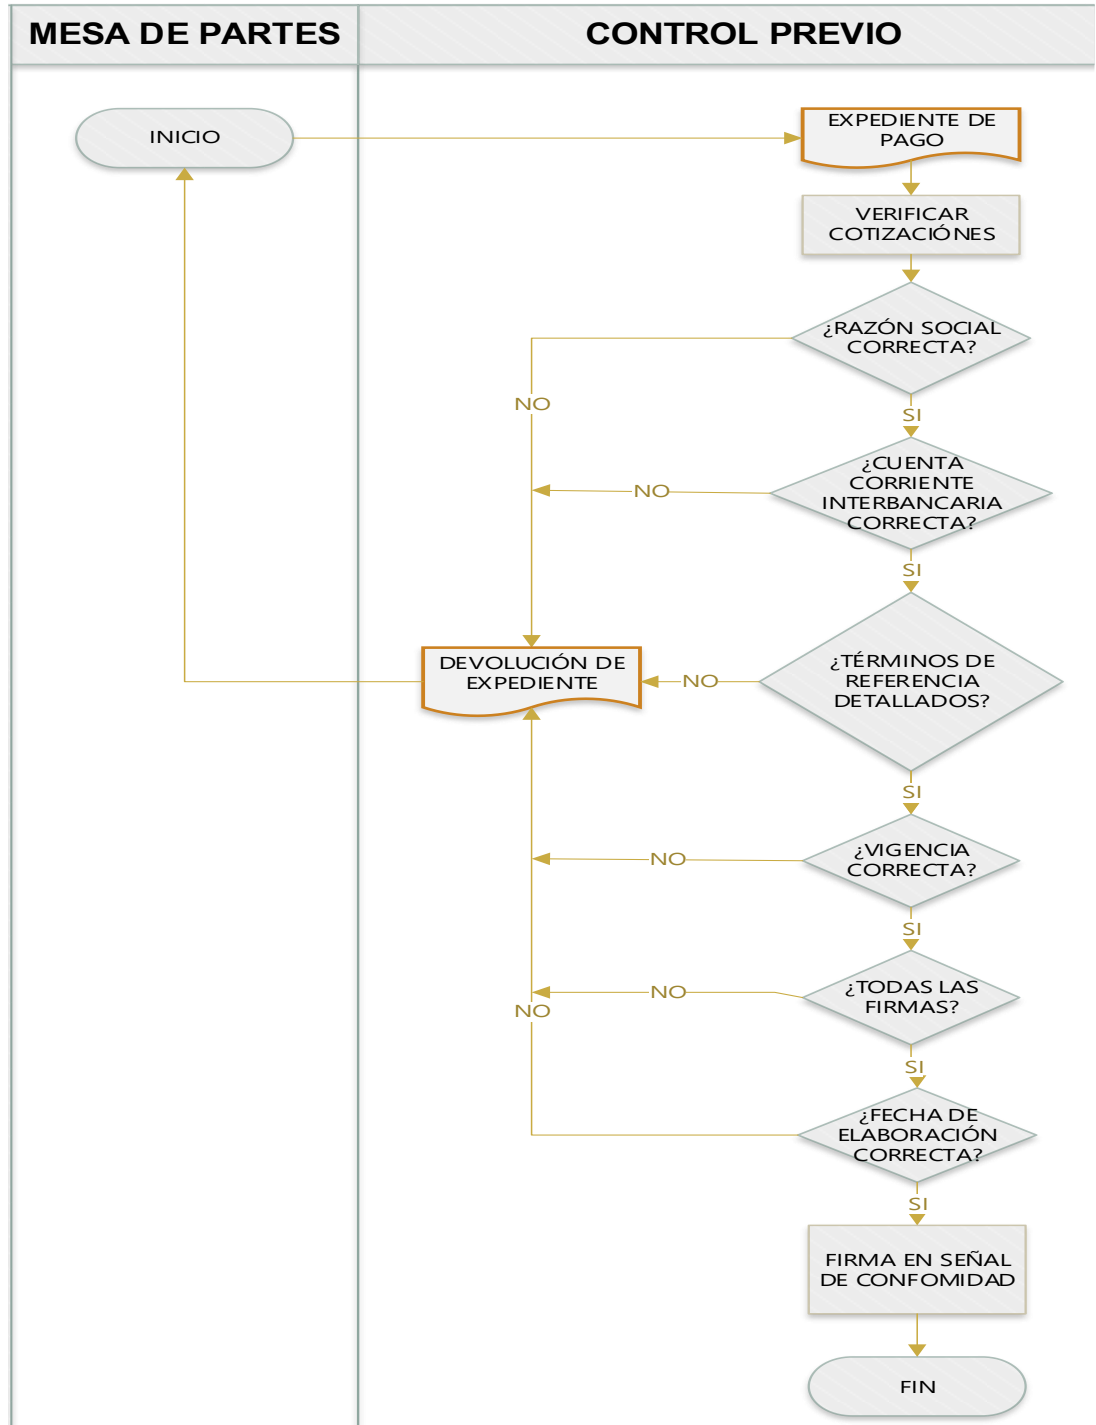 MESA DE PARTES
CONTROL PREVIO
INICIO
EXPEDIENTE DE
PAGO
VERIFICAR
COTIZACIÓNES
¿RAZÓN SOCIAL
CORRECTA?
NO
SI
¿CUENTA
CORRIENTE
INTERBANCARIA
CORRECTA?
NO
SI
¿TÉRMINOS DE
REFERENCIA
DETALLADOS?
NO
DEVOLUCIÓN DE
EXPEDIENTE
SI
¿VIGENCIA
CORRECTA?
NO
SI
¿TODAS LAS
FIRMAS?
NO
NO
SI
¿FECHA DE
ELABORACIÓN
CORRECTA?
SI
FIRMA EN SEÑAL
DE CONFOMIDAD
FIN